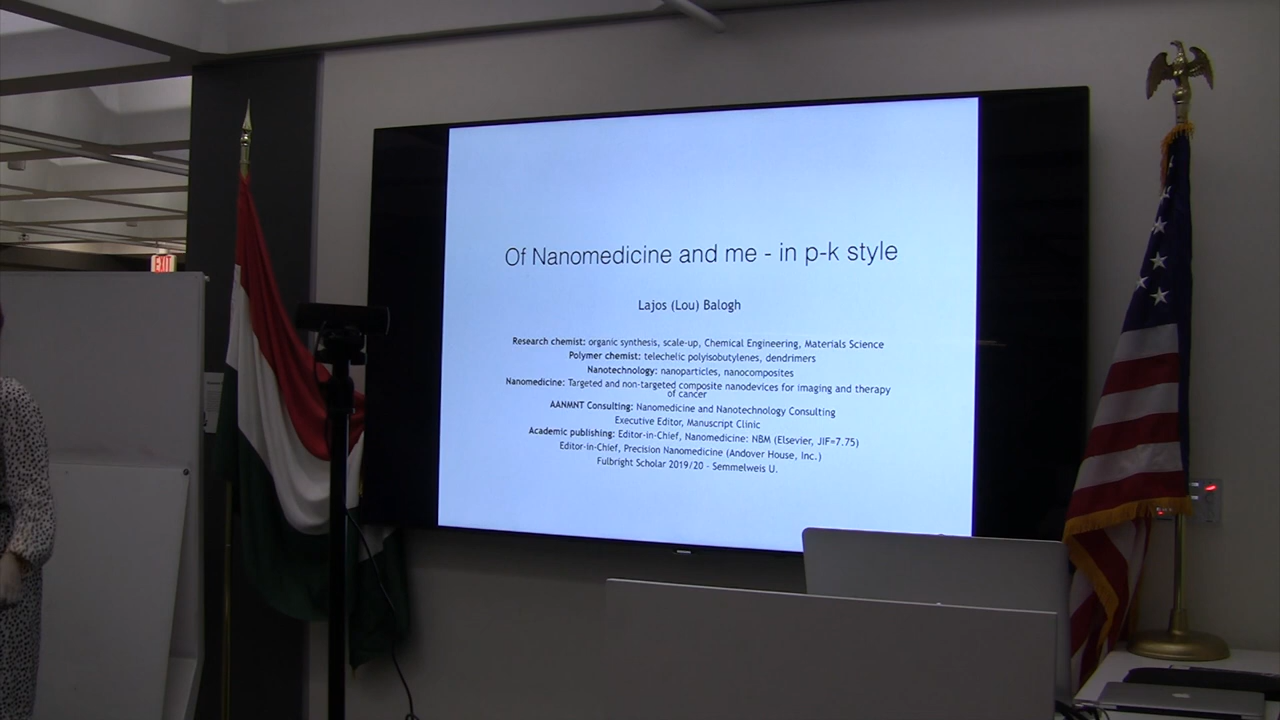 EXIT
Of Nanomedicine and me - in p-k style
Lajos (Lou) Balogh
Research chemist: organic synthesis, scale-up, Chemical Engineering, Materials Science
Polymer chemist: telechelic polyisobutylenes, dendrimers
Nanotechnology: nanoparticles, nanocomposites
Nanomedicine: Targeted and non-targeted composite nanodevices for imaging and therapy
of cancer
AANMNT Consulting: Nanomedicine and Nanotechnology Consulting
Executive Editor, Manuscript Clinic
Academic publishing: Editor-in-Chief, Nanomedicine: NBM (Elsevier, JIF=7.75)
Editor-in-Chief, Precision Nanomedicine (Andover House, Inc.)
Fulbright Scholar 2019/20 - Semmelweis U.